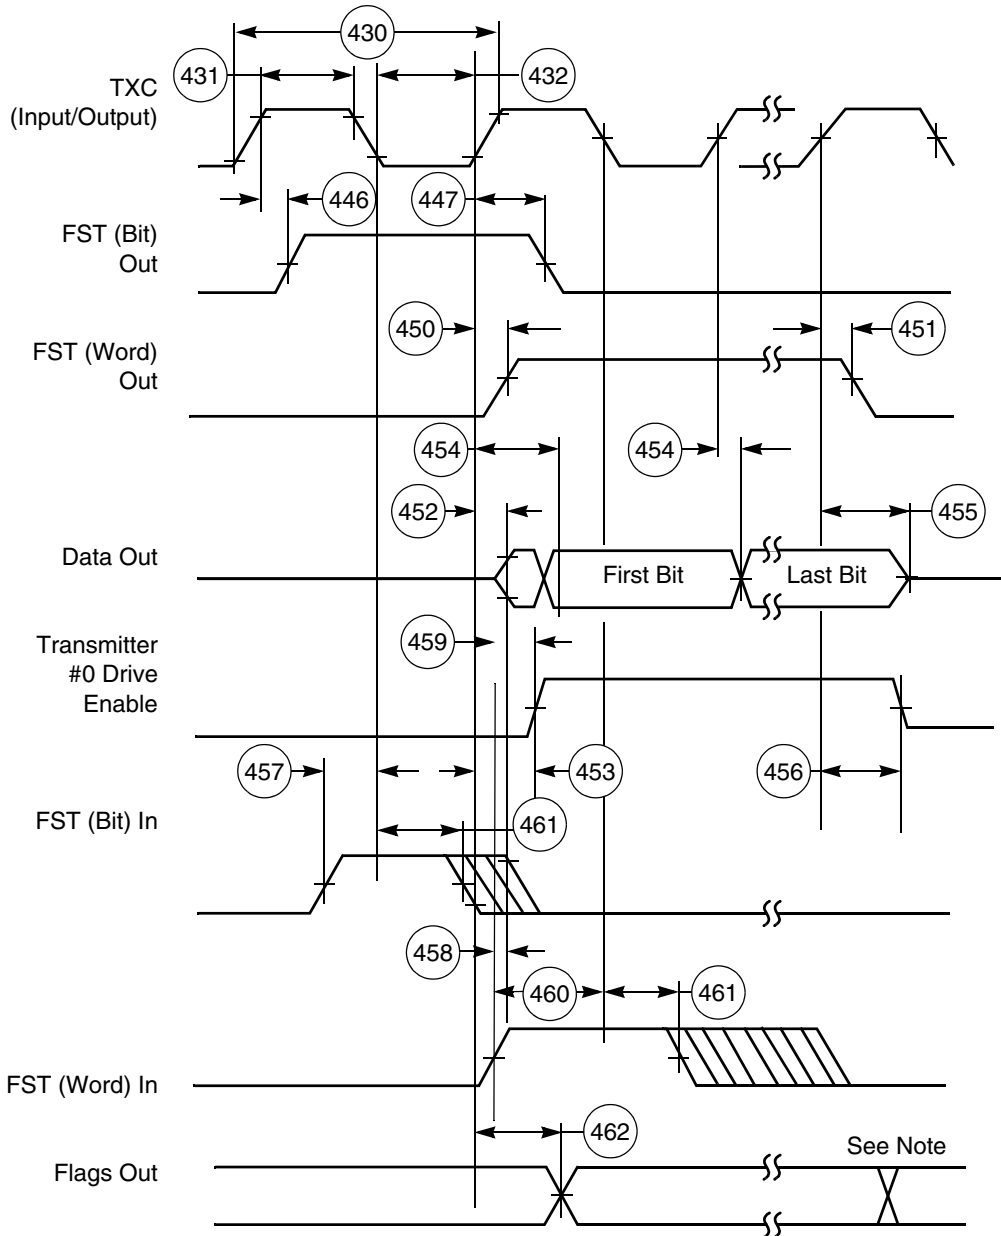 430
431
432
TXC
(Input/Output)
446
447
FST (Bit)
Out
450
451
FST (Word)
Out
454
454
452
455
Data Out
First Bit
Last Bit
459
Transmitter
#0 Drive
Enable
457
453
456
FST (Bit) In
461
458
460
461
FST (Word) In
462
See Note
Flags Out